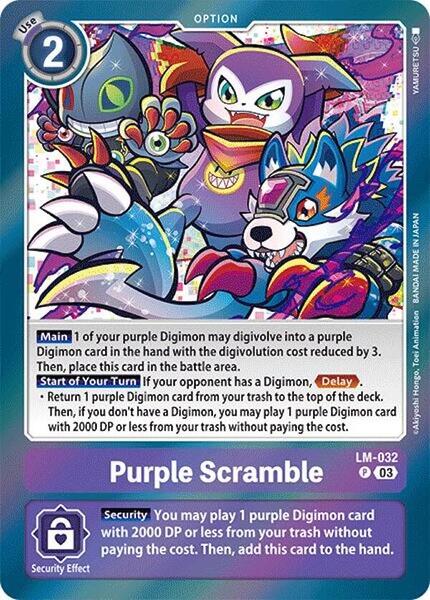 OPTION
Use
2
YAMURETSU
Main 1 of your purple Digimon may digivolve into a purple
Digimon card in the hand with the digivolution cost reduced by 3.
Then, place this card in the battle area.
Start of Your Turn If your opponent has a Digimon, Delay.
・Return 1 purple Digimon card from your trash to the top of the deck.
Then, if you don't have a Digimon, you may play 1 purple Digimon card
with 2000 DP or less from your trash without paying the cost.
©Akiyoshi Hongo, Toei Animation BANDAI MADE IN JAPAN
Purple Scramble
LM-032
P 03
Security You may play 1 purple Digimon card
with 2000 DP or less from your trash without
paying the cost. Then, add this card to the hand.
Security Effect